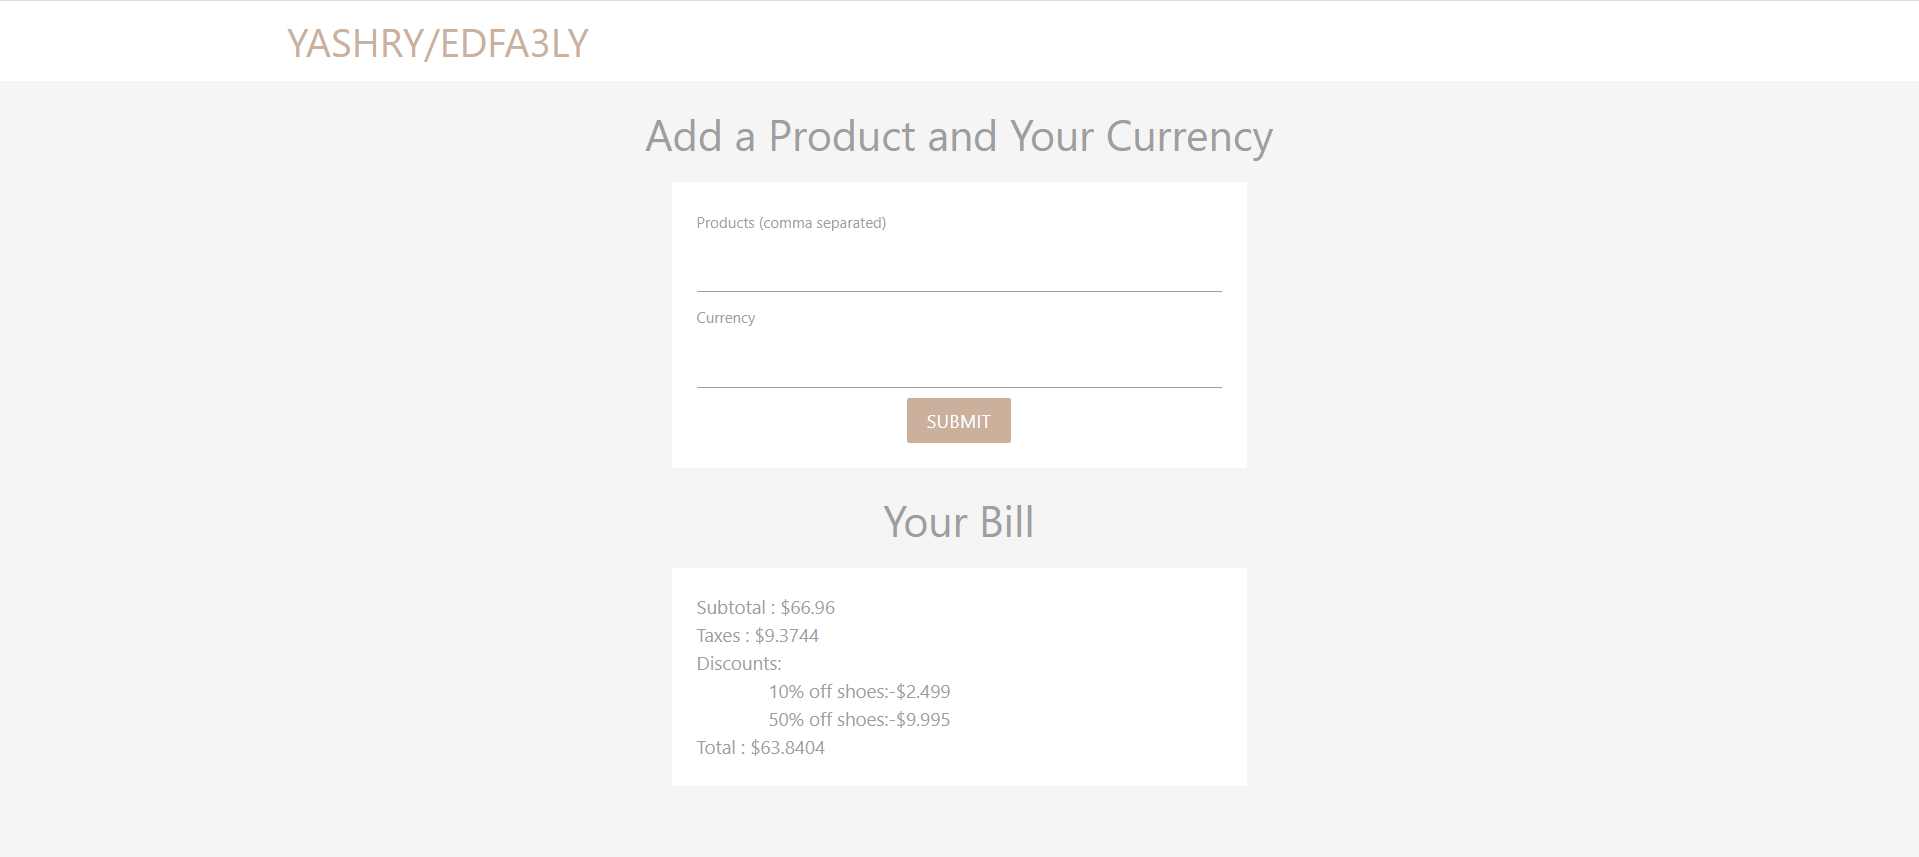 YASHRY/EDFA3LY
Add a Product and Your Currency
Products (comma separated)
Currency
SUBMIT
Your Bill
Subtotal : $66.96
Taxes : $9.3744
Discounts:
10% off shoes:-$2.499
50% off shoes:-$9.995
Total : $63.8404